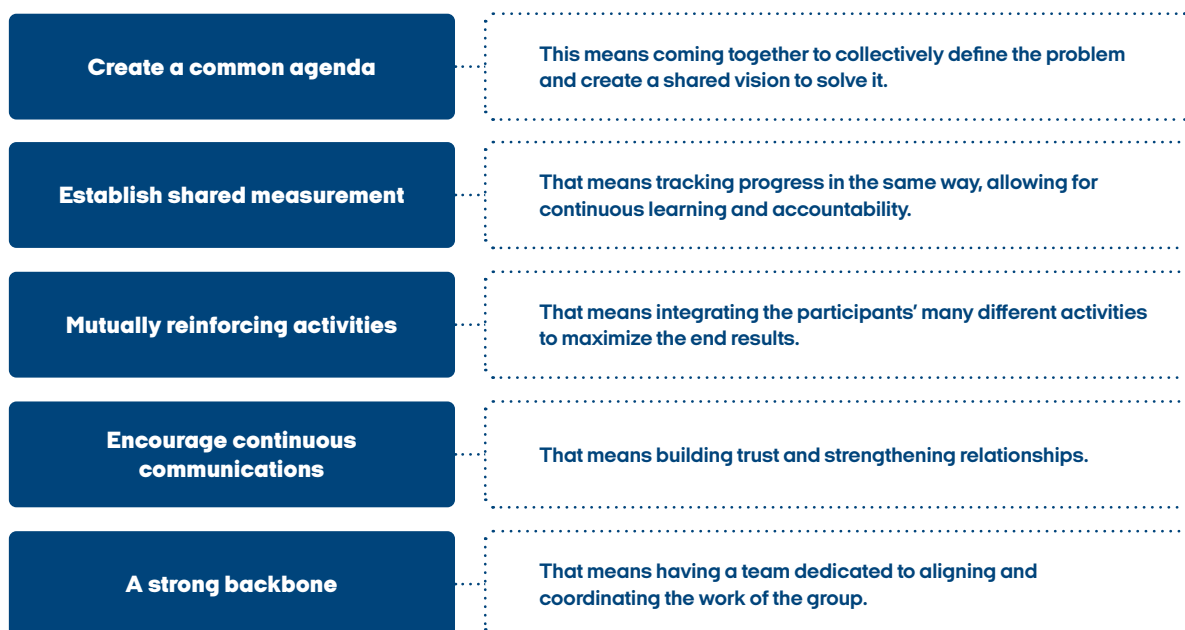 Create a common agenda
This means coming together to collectively define the problem
and create a shared vision to solve it.
Establish shared measurement
That means tracking progress in the same way, allowing for
continuous learning and accountability.
Mutually reinforcing activities
That means integrating the participants’ many different activities
to maximize the end results.
Encourage continuous
communications
That means building trust and strengthening relationships.
A strong backbone
That means having a team dedicated to aligning and
coordinating the work of the group.